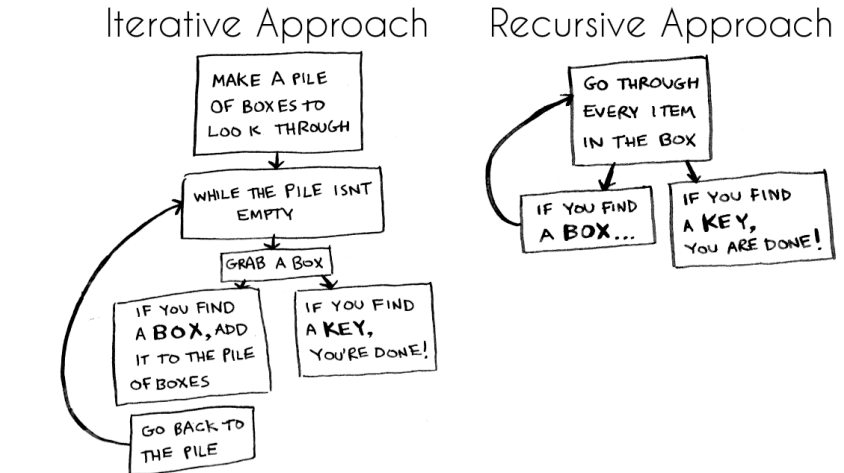 Iterative Approach
MAKE A PILE
OF BOXES TO
LOOK THROUGH
WHILE THE PILE ISNT
EMPTY
GRAB A BOX
IF YOU FIND
A BOX, ADD
IT TO THE PILE
OF BOXES
IF YOU FIND
A KEY,
YOU'RE DONE!
GO BACK TO
THE PILE
Recursive Approach
GO THROUGH
EVERY ITEM
IN THE BOX
IF YOU FIND
A BOX...
IF YOU FIND
A KEY,
YOU ARE DONE!